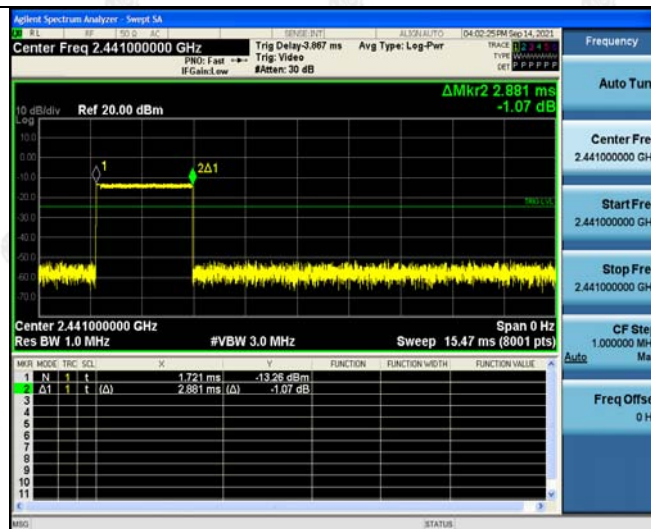 Agilent Spectrum Analyzer - Swept SA
RL RF 50 Ω AC SENSE:INT ALIGNAUTO 04:02:25 PM Sep 14, 2021
Center Freq 2.441000000 GHz
PNO: Fast
IFGain:Low
Trig Delay-3.867 ms
Trig: Video
#Atten: 30 dB
Avg Type: Log-Pwr
TRACE 1 2 3 4 5 6
TYPE
DET P P P P P P
ΔMkr2 2.881 ms
-1.07 dB
10 dB/div Ref 20.00 dBm
Log
10.0
0.00
-10.0
-20.0
-30.0
-40.0
-50.0
-60.0
-70.0
1
2Δ1
TRIG LVL
Center 2.441000000 GHz Span 0 Hz
Res BW 1.0 MHz #VBW 3.0 MHz Sweep 15.47 ms (8001 pts)
MKR MODE TRC SCL X Y FUNCTION FUNCTION WIDTH FUNCTION VALUE
1 N 1 t 1.721 ms -13.26 dBm
2 Δ1 1 t (Δ) 2.881 ms (Δ) -1.07 dB
3
4
5
6
7
8
9
10
11
MSG STATUS
Frequency
Auto Tun
Center Fre
2.441000000 GH
Start Fre
2.441000000 GH
Stop Fre
2.441000000 GH
CF Ste
1.000000 MH
Auto Ma
Freq Offse
0 H